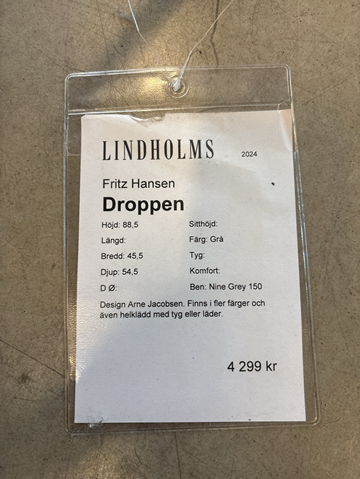 LINDHOLMS 2024
Fritz Hansen
Droppen
Höjd: 88,5 Sitthöjd:
Längd: Färg: Grå
Bredd: 45,5 Tyg:
Djup: 54,5 Komfort:
D Ø: Ben: Nine Grey 150
Design Arne Jacobsen. Finns i fler färger och
även helklädd med tyg eller läder.
4 299 kr